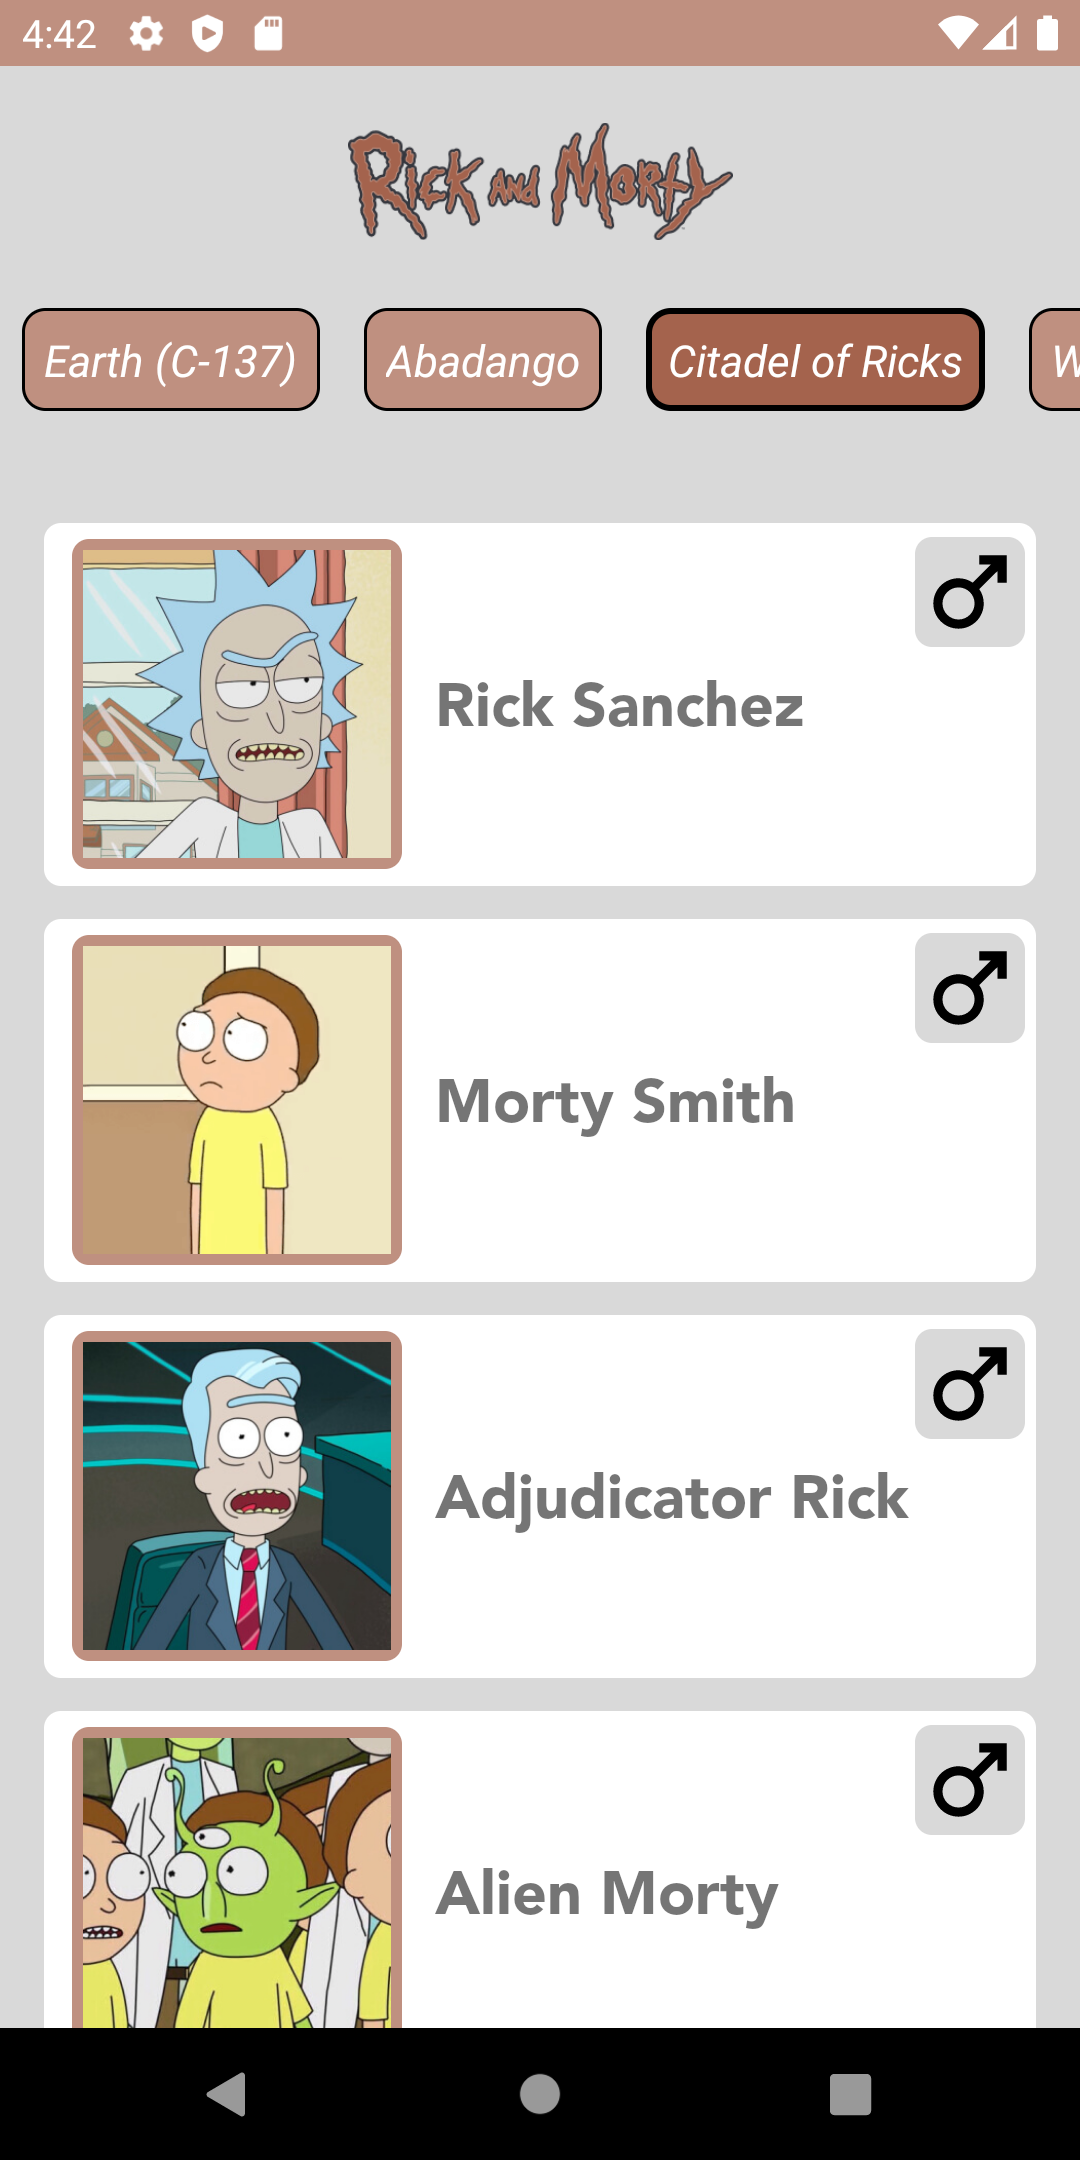 4:42
Rick and Morty
Earth (C-137)
Abadango
Citadel of Ricks
W
Rick Sanchez
Morty Smith
Adjudicator Rick
Alien Morty